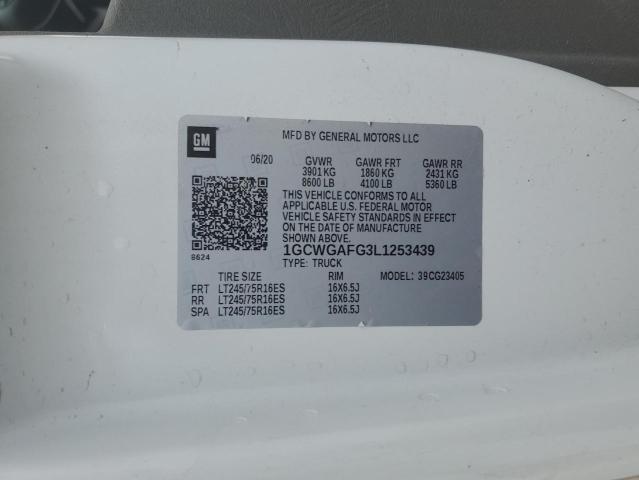 GM
MFD BY GENERAL MOTORS LLC
06/20 GVWR GAWR FRT GAWR RR
3901 KG 1860 KG 2431 KG
8600 LB 4100 LB 5360 LB
THIS VEHICLE CONFORMS TO ALL
APPLICABLE U.S. FEDERAL MOTOR
VEHICLE SAFETY STANDARDS IN EFFECT
ON THE DATE OF MANUFACTURE
SHOWN ABOVE.
1GCWGAFG3L1253439
8624 TYPE: TRUCK
TIRE SIZE RIM MODEL: 39CG23405
FRT LT245/75R16ES 16X6.5J
RR LT245/75R16ES 16X6.5J
SPA LT245/75R16ES 16X6.5J